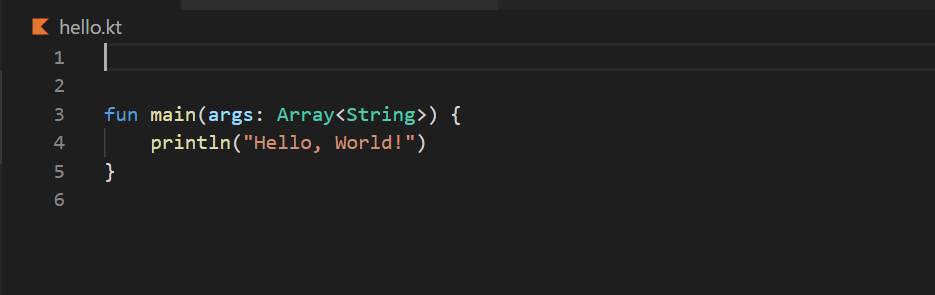 hello.kt
1
2
3 fun main(args: Array<String>) {
4     println("Hello, World!")
5 }
6